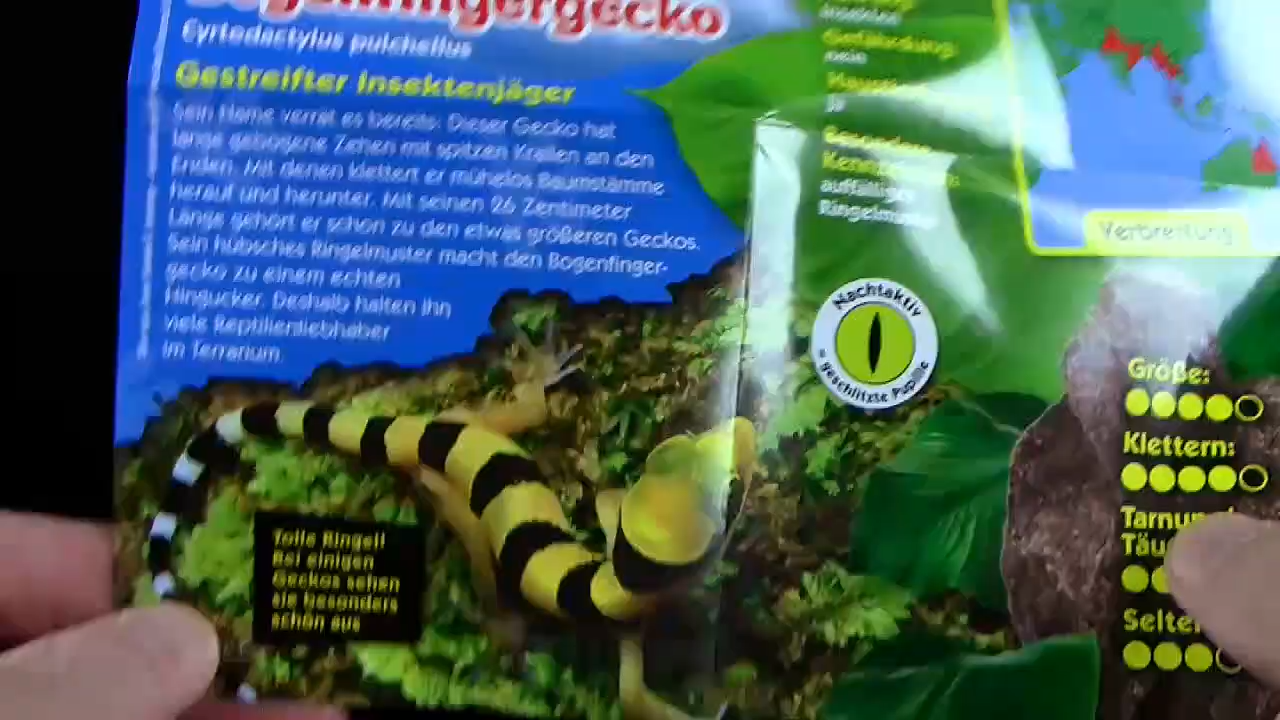 Bogenfingergecko
Cyrtodactylus pulchellus
Gestreifter Insektenjäger
Sein Name verrät es bereits: Dieser Gecko hat
lange gebogene Zehen mit spitzen Krallen an den
Enden. Mit denen klettert er mühelos Baumstämme
herauf und herunter. Mit seinen 26 Zentimeter
Länge gehört er schon zu den etwas größeren Geckos.
Sein hübsches Ringelmuster macht den Bogenfinger-
gecko zu einem echten
Hingucker. Deshalb halten ihn
viele Reptilienliebhaber
im Terrarium.
Tolle Ringel!
Bei einigen
Geckos sehen
sie besonders
schön aus
Insekten
Gefährdung:
nein
ja
Besondere
auffälliges
Verbreitung
Nachtaktiv
= geschlitzte Pupille
Größe:
Klettern: